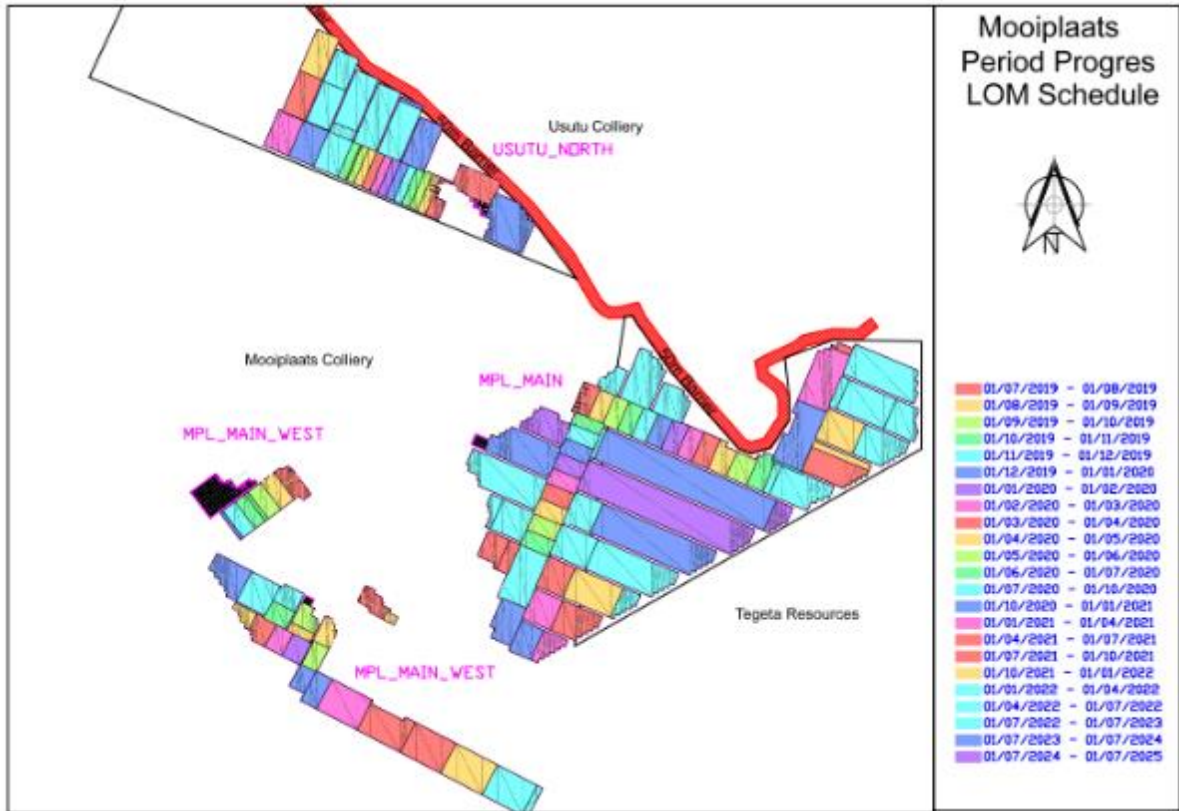 Mooiplaats
Period Progres
LOM Schedule
N
Usutu Colliery
USUTU_NORTH
50m Barrier
Mooiplaats Colliery
MPL_MAIN
50m Barrier
MPL_MAIN_WEST
Tegeta Resources
MPL_MAIN_WEST
01/07/2019 - 01/08/2019
01/08/2019 - 01/09/2019
01/09/2019 - 01/10/2019
01/10/2019 - 01/11/2019
01/11/2019 - 01/12/2019
01/12/2019 - 01/01/2020
01/01/2020 - 01/02/2020
01/02/2020 - 01/03/2020
01/03/2020 - 01/04/2020
01/04/2020 - 01/05/2020
01/05/2020 - 01/06/2020
01/06/2020 - 01/07/2020
01/07/2020 - 01/10/2020
01/10/2020 - 01/01/2021
01/01/2021 - 01/04/2021
01/04/2021 - 01/07/2021
01/07/2021 - 01/10/2021
01/10/2021 - 01/01/2022
01/01/2022 - 01/04/2022
01/04/2022 - 01/07/2022
01/07/2022 - 01/07/2023
01/07/2023 - 01/07/2024
01/07/2024 - 01/07/2025